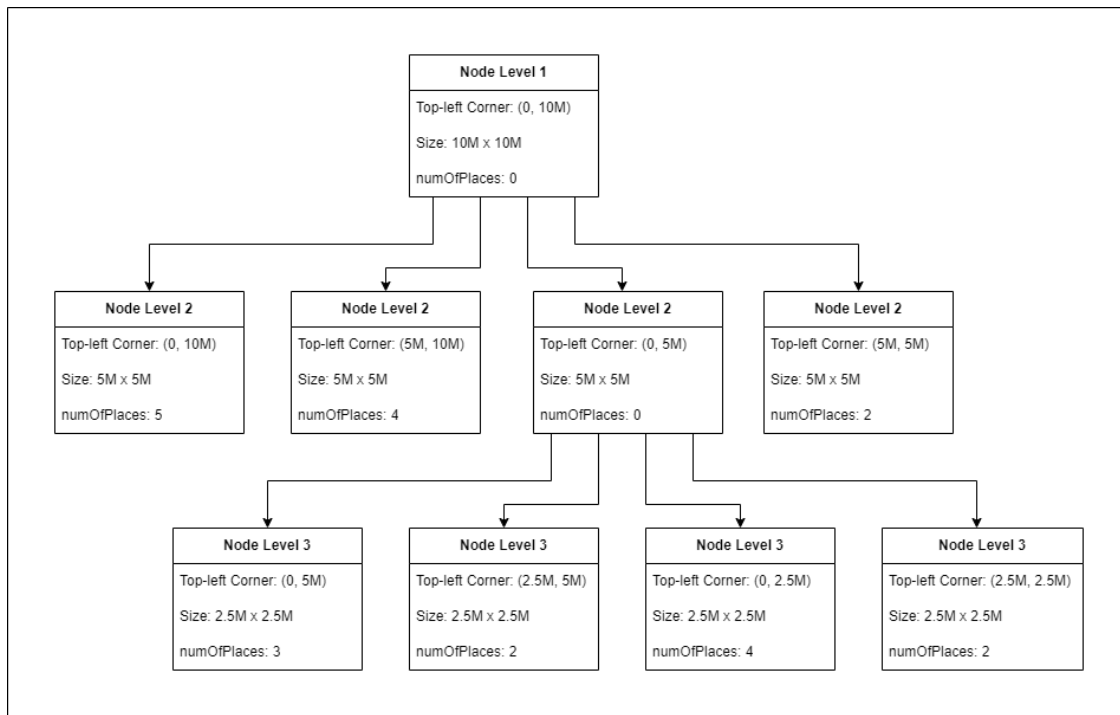 Node Level 1
Top-left Corner: (0, 10M)
Size: 10M x 10M
numOfPlaces: 0
Node Level 2
Top-left Corner: (0, 10M)
Size: 5M x 5M
numOfPlaces: 5
Node Level 2
Top-left Corner: (5M, 10M)
Size: 5M x 5M
numOfPlaces: 4
Node Level 2
Top-left Corner: (0, 5M)
Size: 5M x 5M
numOfPlaces: 0
Node Level 2
Top-left Corner: (5M, 5M)
Size: 5M x 5M
numOfPlaces: 2
Node Level 3
Top-left Corner: (0, 5M)
Size: 2.5M x 2.5M
numOfPlaces: 3
Node Level 3
Top-left Corner: (2.5M, 5M)
Size: 2.5M x 2.5M
numOfPlaces: 2
Node Level 3
Top-left Corner: (0, 2.5M)
Size: 2.5M x 2.5M
numOfPlaces: 4
Node Level 3
Top-left Corner: (2.5M, 2.5M)
Size: 2.5M x 2.5M
numOfPlaces: 2